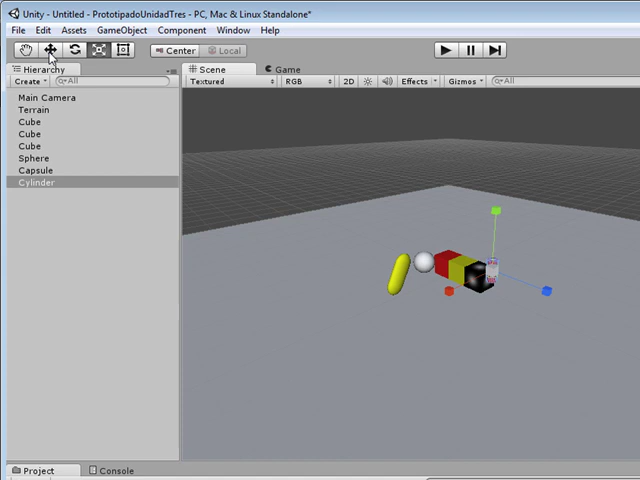 Unity - Untitled - PrototipadoUnidadTres - PC, Mac & Linux Standalone*
File Edit Assets GameObject Component Window Help
Center Local
Hierarchy Scene Game
Create All Textured RGB 2D Effects Gizmos All
Main Camera
Terrain
Cube
Cube
Cube
Sphere
Capsule
Cylinder
Project Console